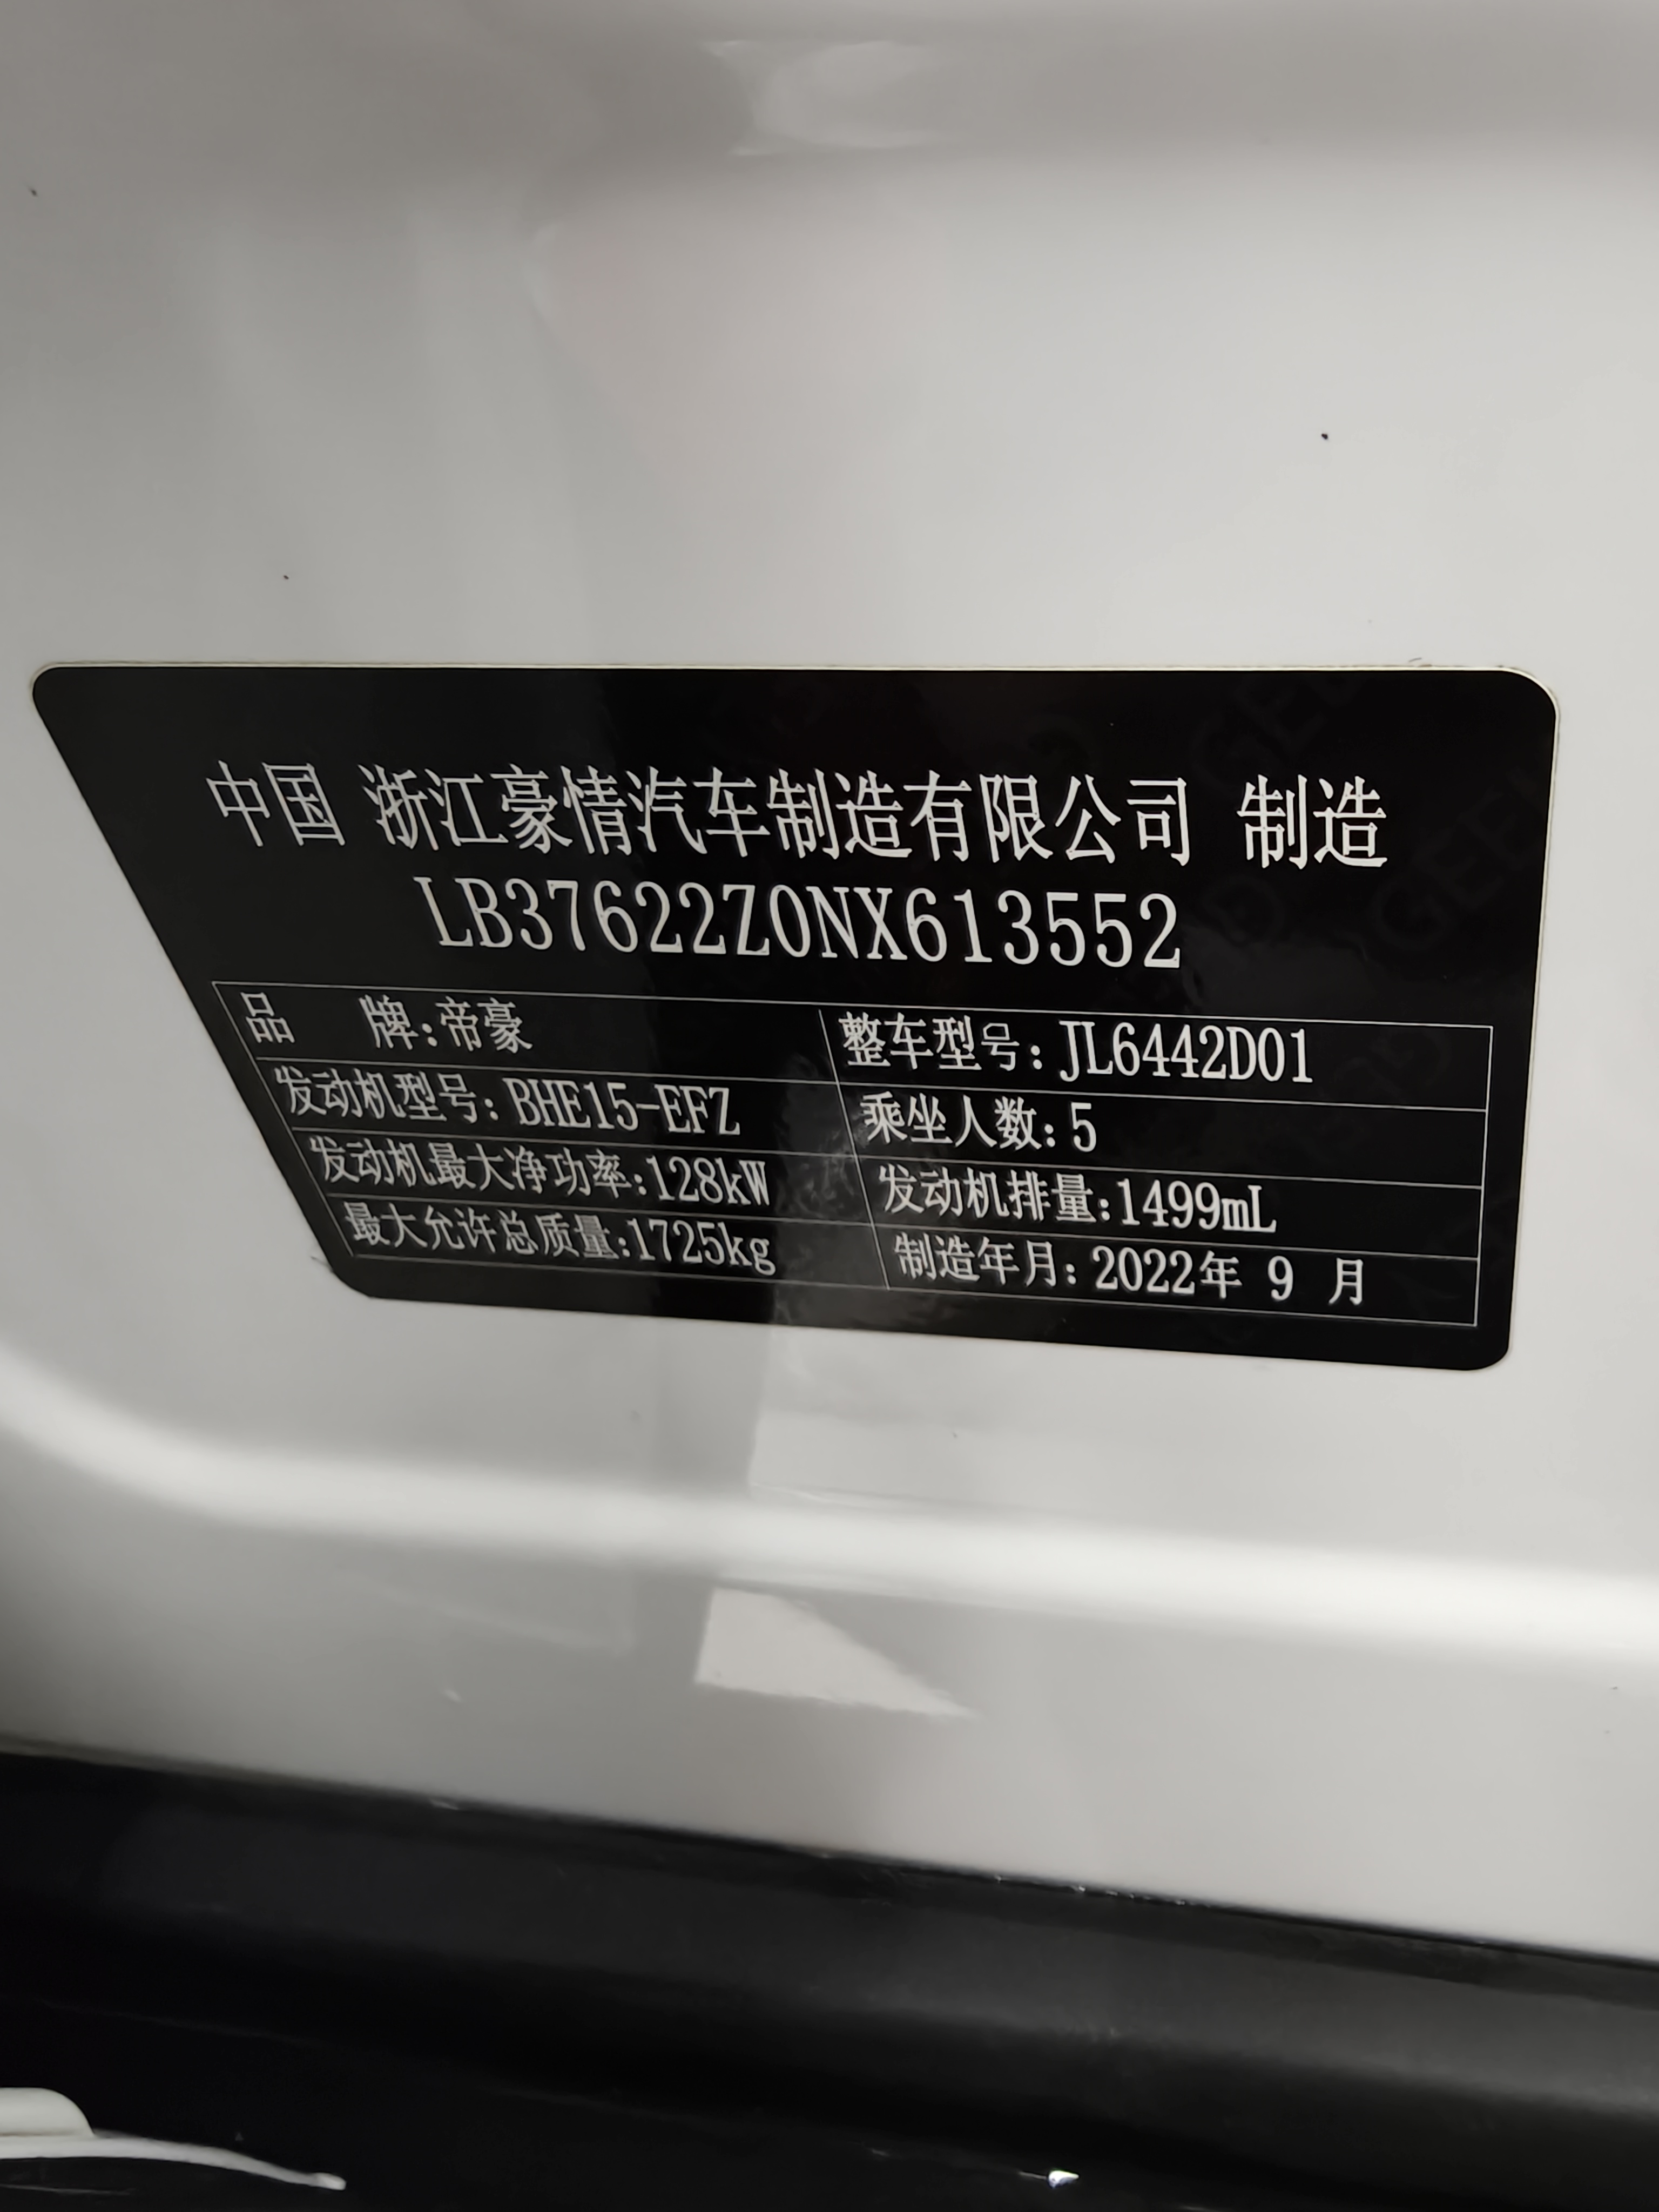 中国 浙江豪情汽车制造有限公司 制造
LB37622Z0NX613552
品 牌:帝豪 整车型号:JL6442D01
发动机型号:BHE15-EFZ 乘坐人数:5
发动机最大净功率:128kW 发动机排量:1499mL
最大允许总质量:1725kg 制造年月:2022年 9 月